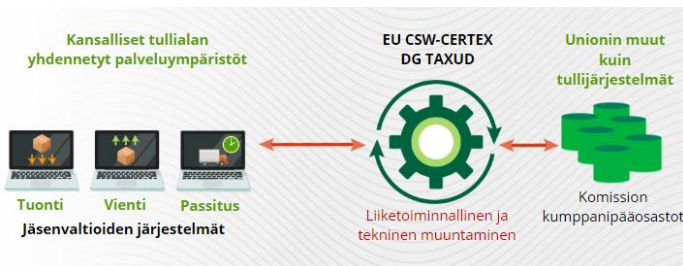 Kansalliset tullialan
yhdennetyt palveluympäristöt
EU CSW-CERTEX
DG TAXUD
Unionin muut
kuin
tullijärjestelmät
Tuonti
Vienti
Passitus
Jäsenvaltioiden järjestelmät
Liiketoiminnallinen ja
tekninen muuntaminen
Komission
kumppanipääosastot